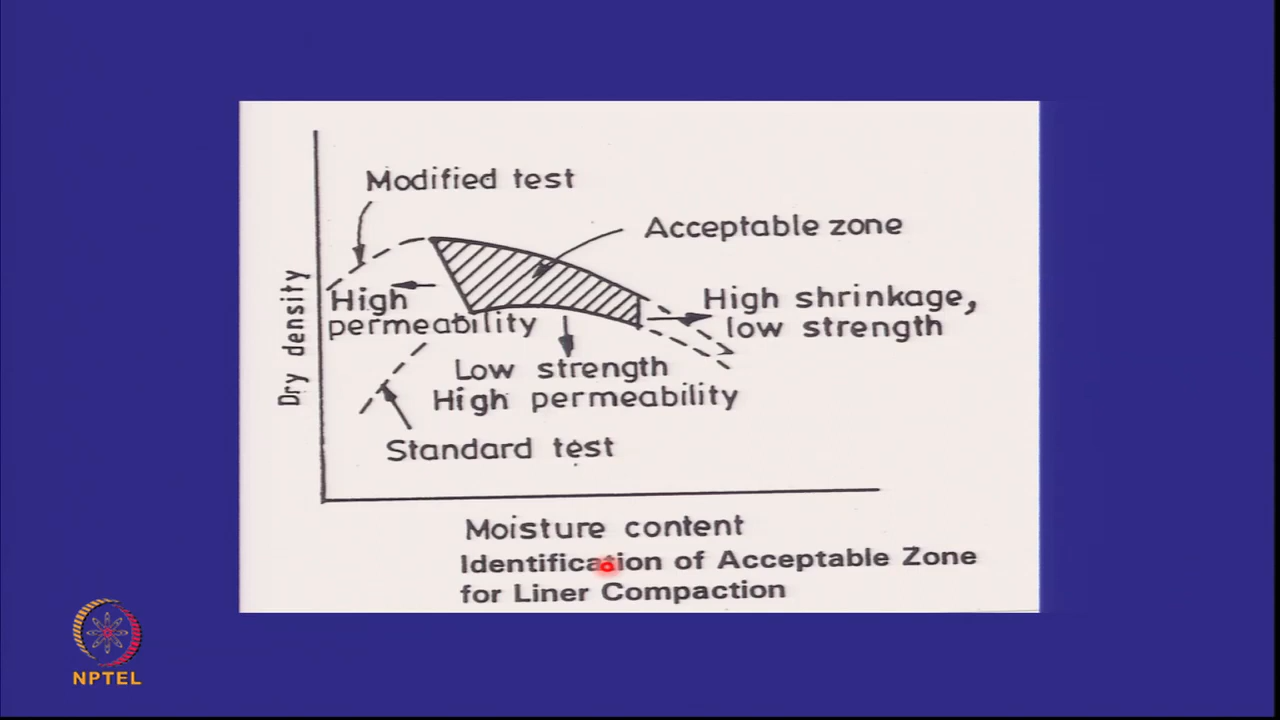 Modified test
Acceptable zone
High
permeability
High shrinkage,
low strength
Dry density
Low strength
High permeability
Standard test
Moisture content
Identification of Acceptable Zone
for Liner Compaction
NPTEL